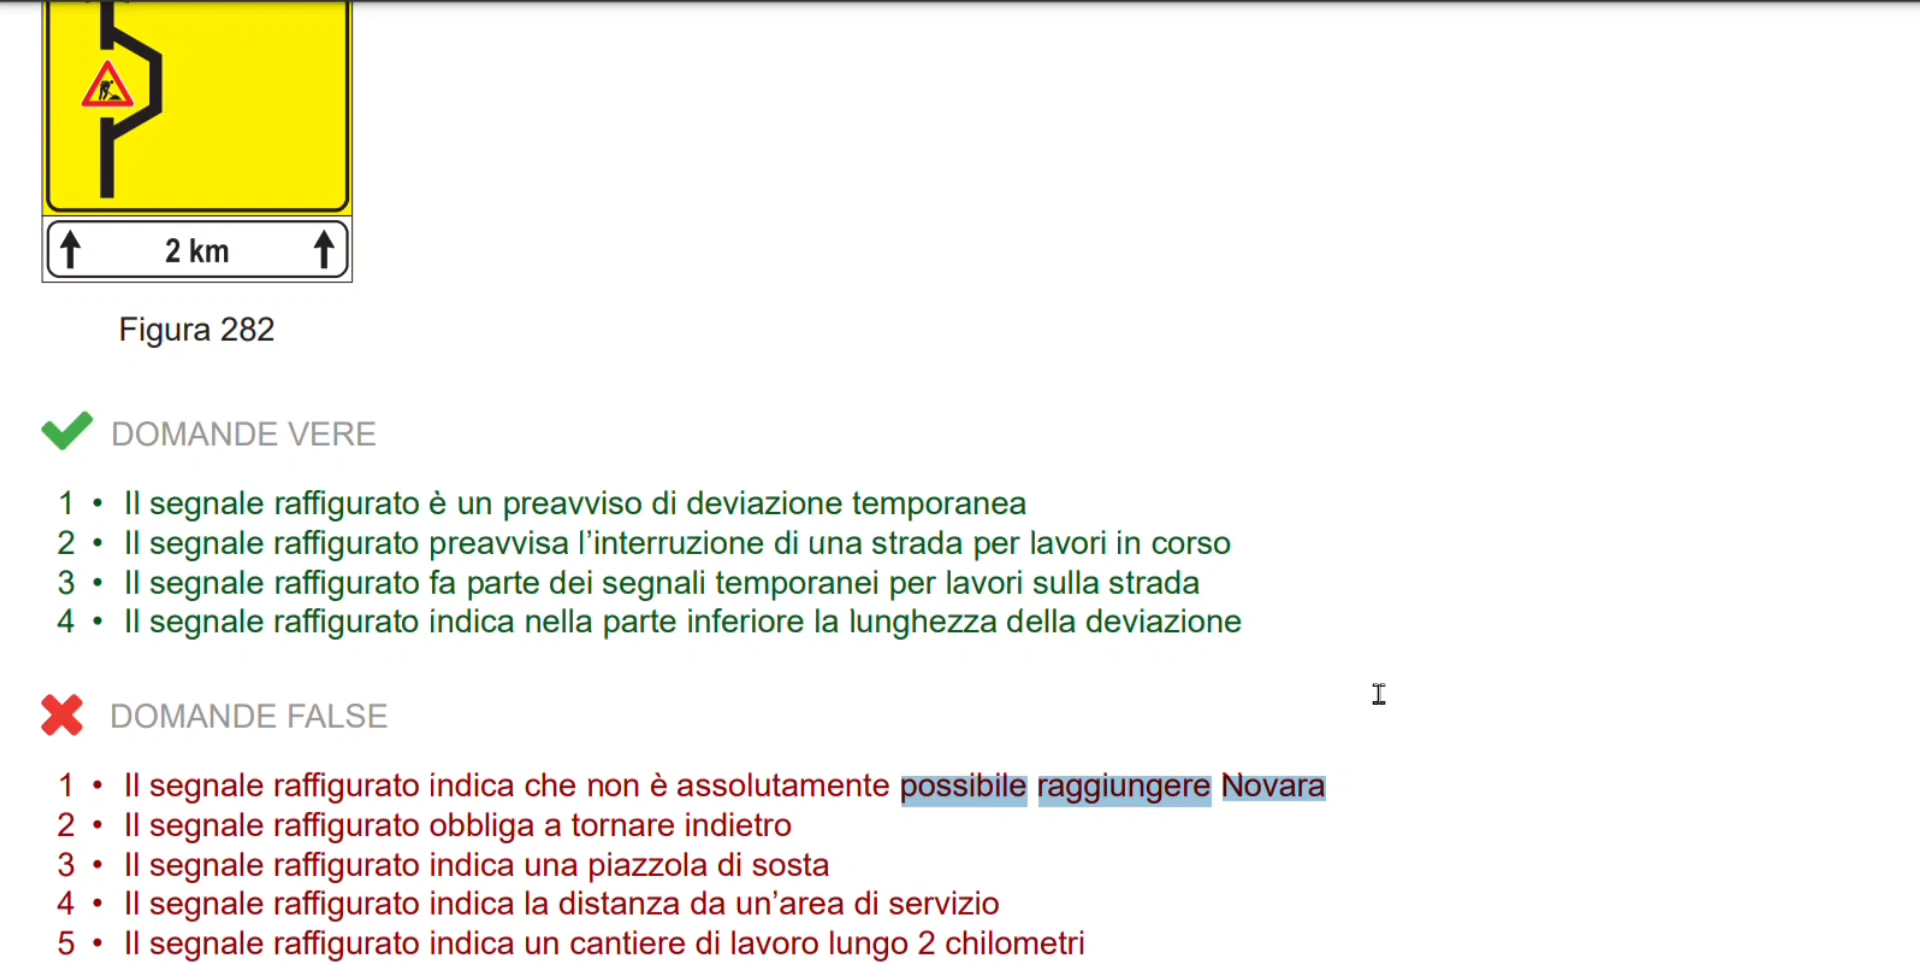 2 km
Figura 282
DOMANDE VERE
1 • Il segnale raffigurato è un preavviso di deviazione temporanea
2 • Il segnale raffigurato preavvisa l’interruzione di una strada per lavori in corso
3 • Il segnale raffigurato fa parte dei segnali temporanei per lavori sulla strada
4 • Il segnale raffigurato indica nella parte inferiore la lunghezza della deviazione
DOMANDE FALSE
1 • Il segnale raffigurato indica che non è assolutamente possibile raggiungere Novara
2 • Il segnale raffigurato obbliga a tornare indietro
3 • Il segnale raffigurato indica una piazzola di sosta
4 • Il segnale raffigurato indica la distanza da un’area di servizio
5 • Il segnale raffigurato indica un cantiere di lavoro lungo 2 chilometri